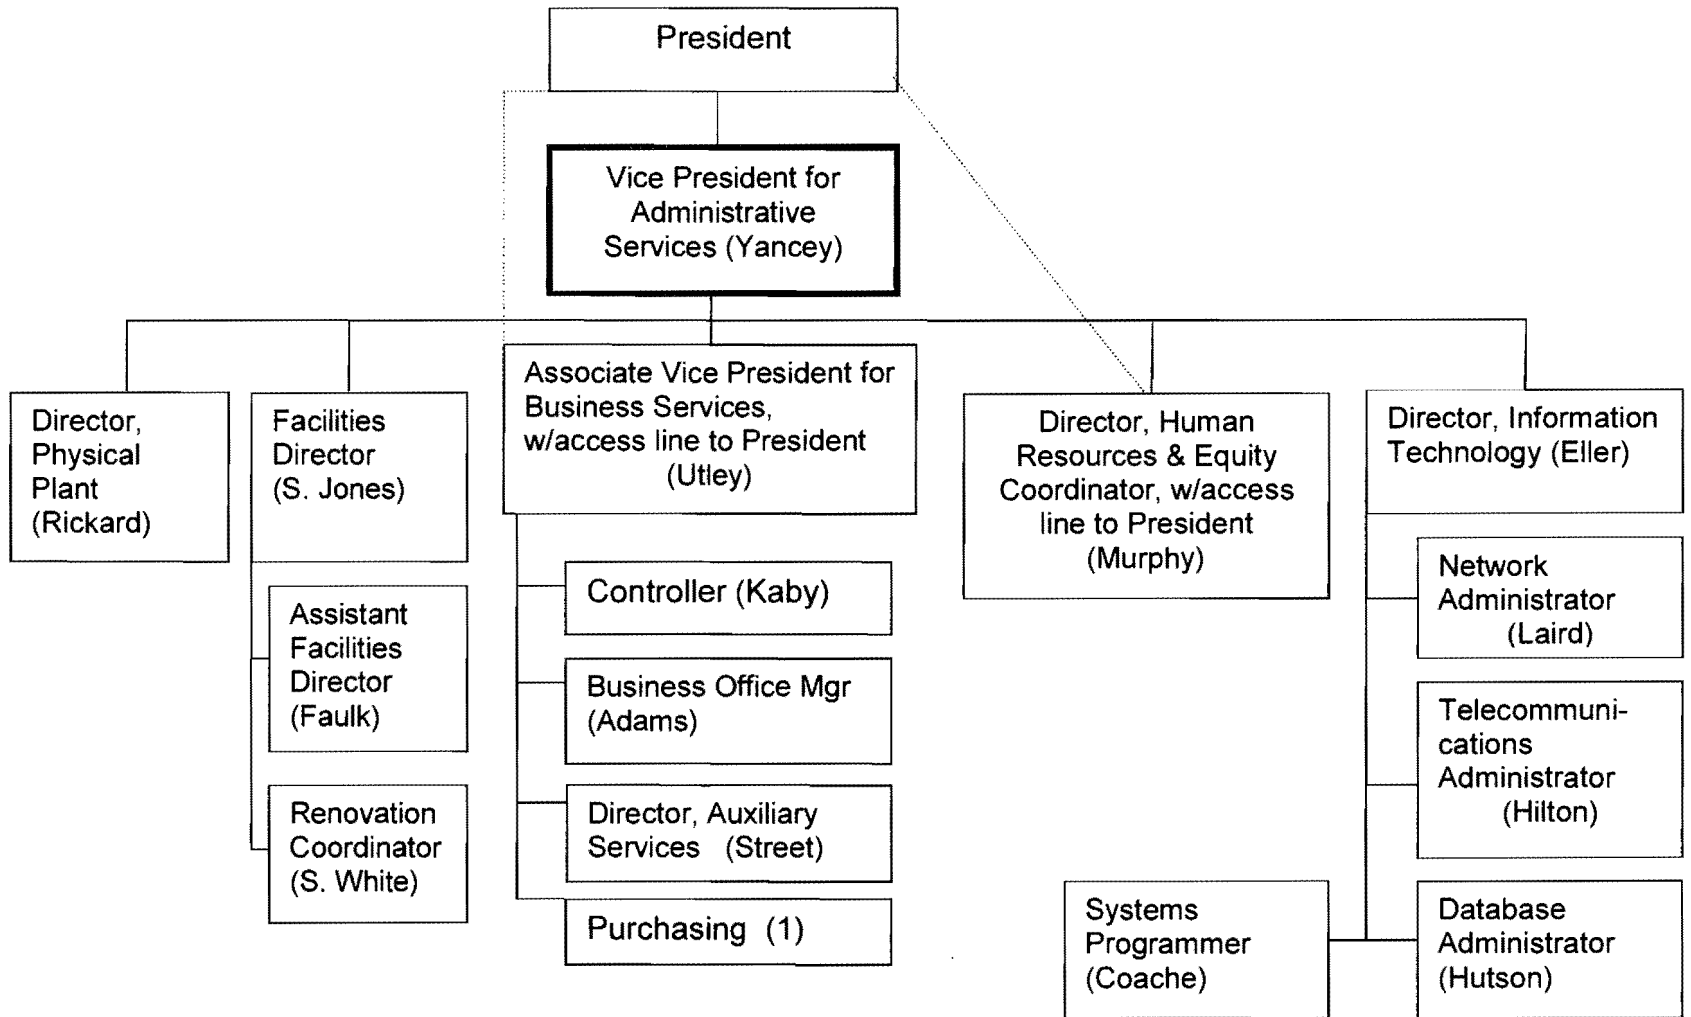 President
Vice President for
Administrative
Services (Yancey)
Director,
Physical
Plant
(Rickard)
Facilities
Director
(S. Jones)
Assistant
Facilities
Director
(Faulk)
Renovation
Coordinator
(S. White)
Associate Vice President for
Business Services,
w/access line to President
(Utley)
Controller (Kaby)
Business Office Mgr
(Adams)
Director, Auxiliary
Services (Street)
Purchasing (1)
Director, Human
Resources & Equity
Coordinator, w/access
line to President
(Murphy)
Director, Information
Technology (Eller)
Network
Administrator
(Laird)
Telecommuni-
cations
Administrator
(Hilton)
Systems
Programmer
(Coache)
Database
Administrator
(Hutson)